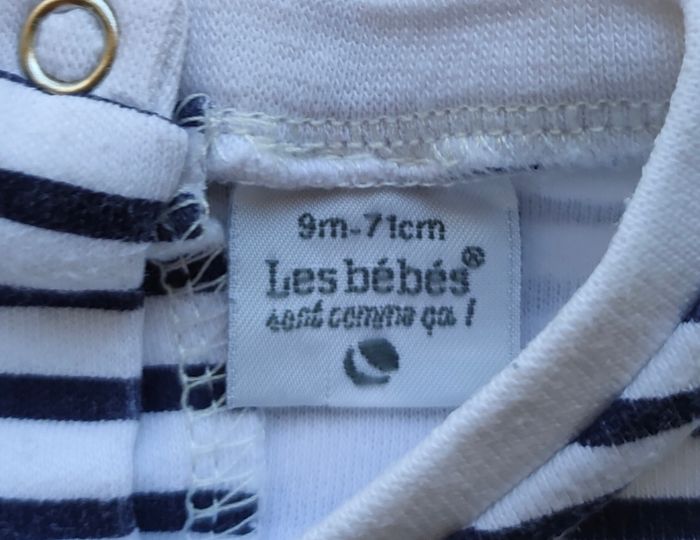 9m-71cm
Les bébés®
sont comme ça !